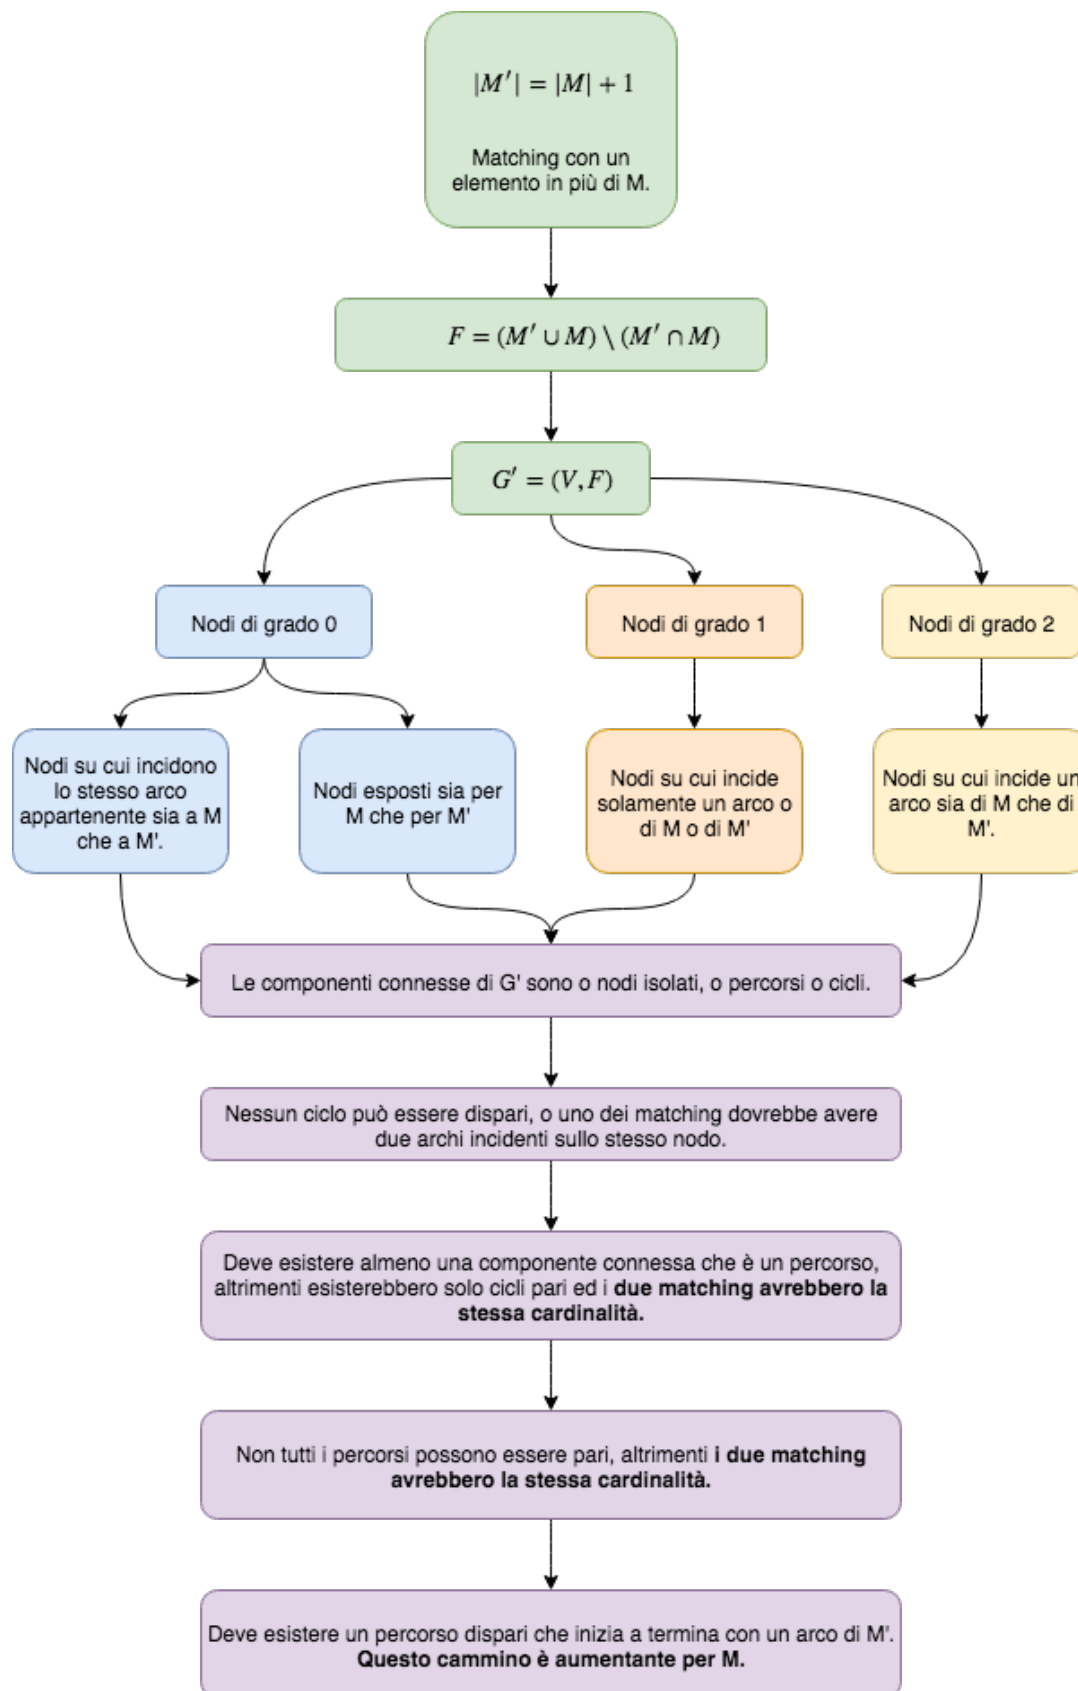 |M′| = |M| + 1
Matching con un
elemento in più di M.
F = (M′ ∪ M) \ (M′ ∩ M)
G′ = (V, F)
Nodi di grado 0
Nodi di grado 1
Nodi di grado 2
Nodi su cui incidono
lo stesso arco
appartenente sia a M
che a M'.
Nodi esposti sia per
M che per M'
Nodi su cui incide
solamente un arco o
di M o di M'
Nodi su cui incide un
arco sia di M che di
M'.
Le componenti connesse di G' sono o nodi isolati, o percorsi o cicli.
Nessun ciclo può essere dispari, o uno dei matching dovrebbe avere
due archi incidenti sullo stesso nodo.
Deve esistere almeno una componente connessa che è un percorso,
altrimenti esisterebbero solo cicli pari ed i due matching avrebbero la
stessa cardinalità.
Non tutti i percorsi possono essere pari, altrimenti i due matching
avrebbero la stessa cardinalità.
Deve esistere un percorso dispari che inizia a termina con un arco di M'.
Questo cammino è aumentante per M.